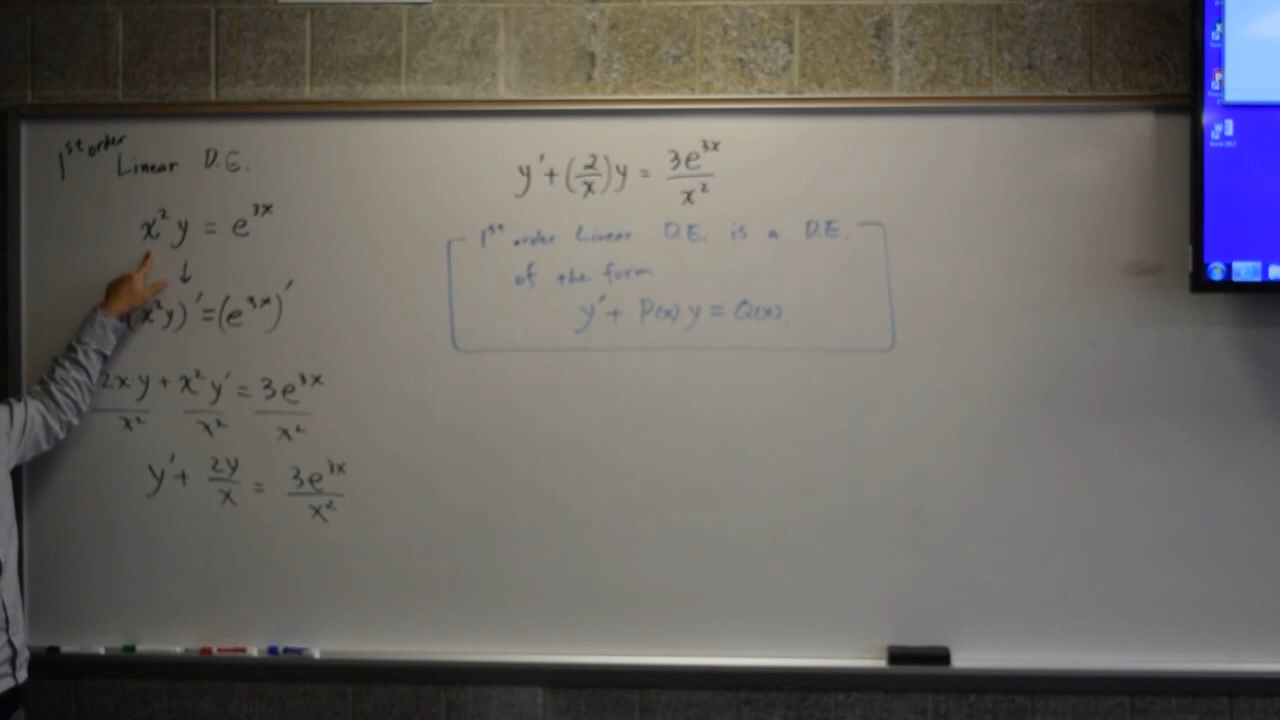 1st order
Linear D.E.
x²y = e³ˣ
↓
(x²y)' = (e³ˣ)'
2xy/x² + x²y'/x² = 3e³ˣ/x²
y' + 2y/x = 3e³ˣ/x²
y' + (2/x)y = 3e³ˣ/x²
1st order Linear D.E. is a D.E.
of the form
y' + P(x)y = Q(x).